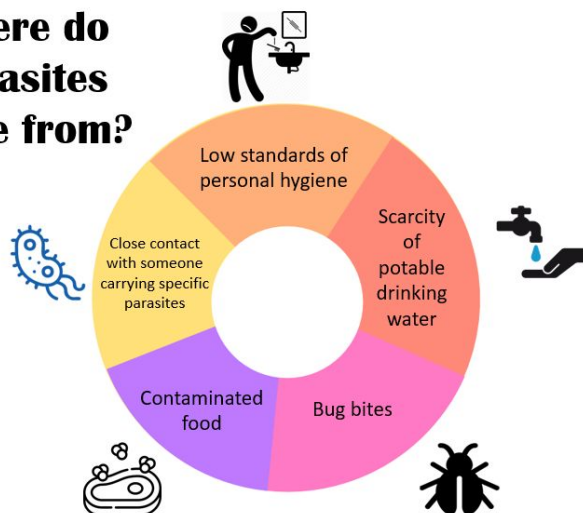 ere do
asites
e from?
Low standards of
personal hygiene
Scarcity
of
potable
drinking
water
Bug bites
Contaminated
food
Close contact
with someone
carrying specific
parasites